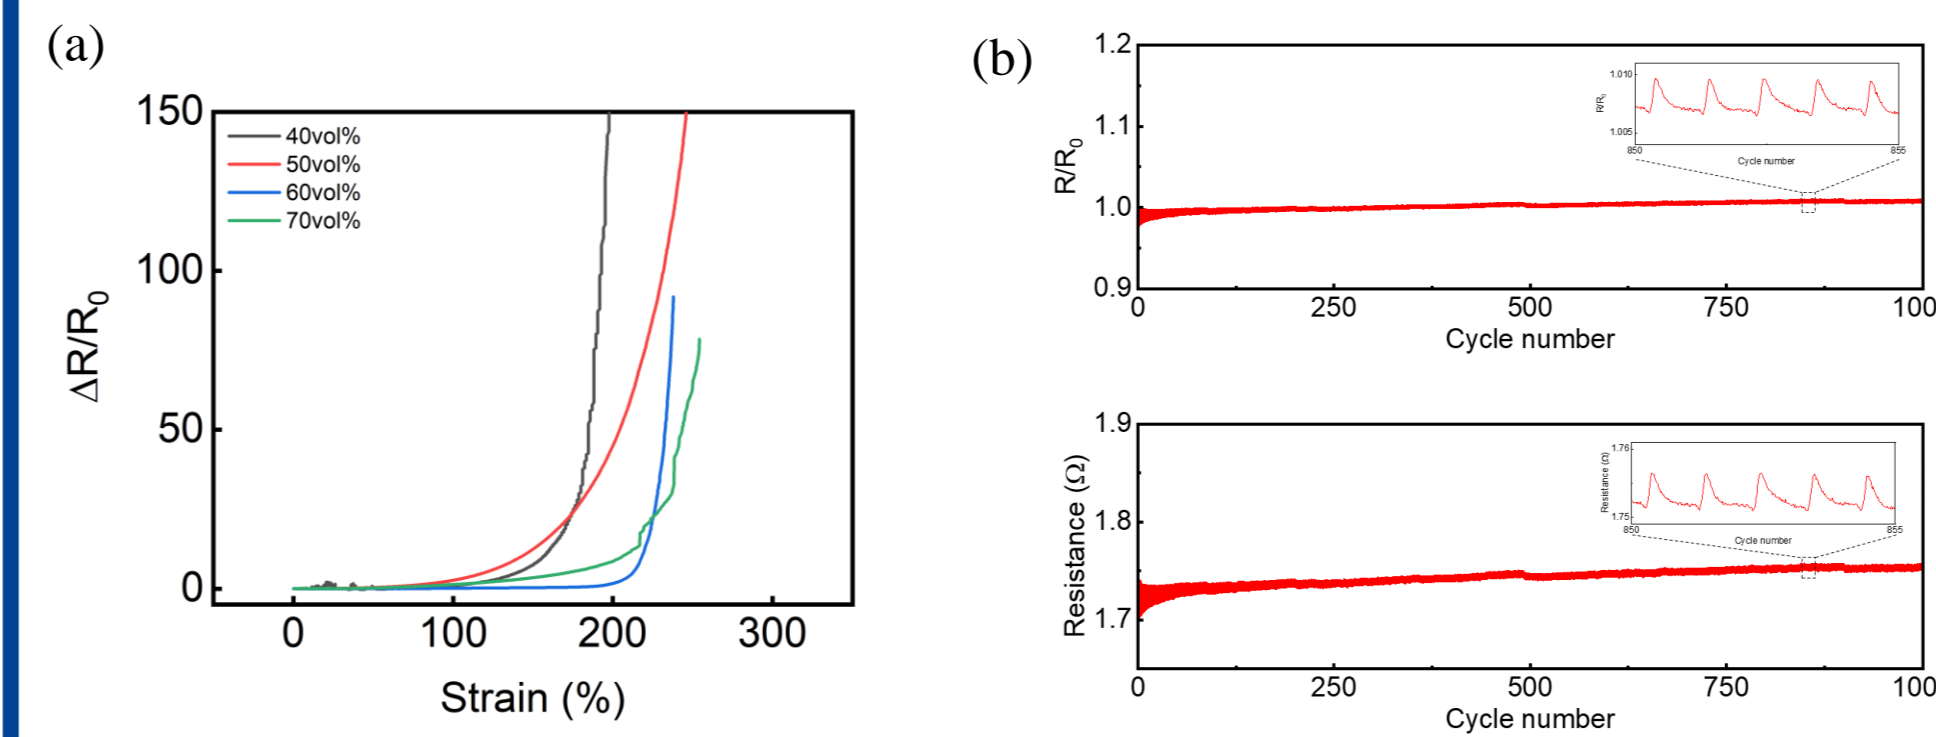 (a)
150
100
50
0
ΔR/R0
40vol%
50vol%
60vol%
70vol%
0 100 200 300
Strain (%)
(b)
1.2
1.1
1.0
0.9
R/R0
0 250 500 750 100
Cycle number
1.010
1.005
R/R0
850 855
Cycle number
1.9
1.8
1.7
Resistance (Ω)
0 250 500 750 100
Cycle number
1.76
1.75
Resistance (Ω)
850 855
Cycle number